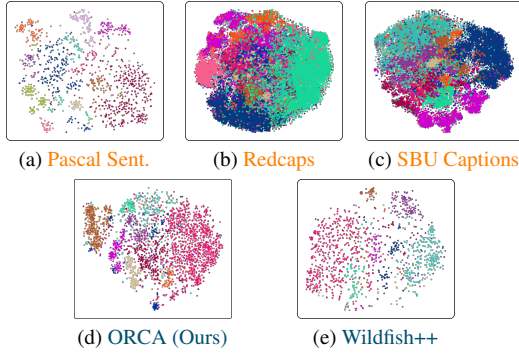 (a) Pascal Sent.
(b) Redcaps
(c) SBU Captions
(d) ORCA (Ours)
(e) Wildfish++